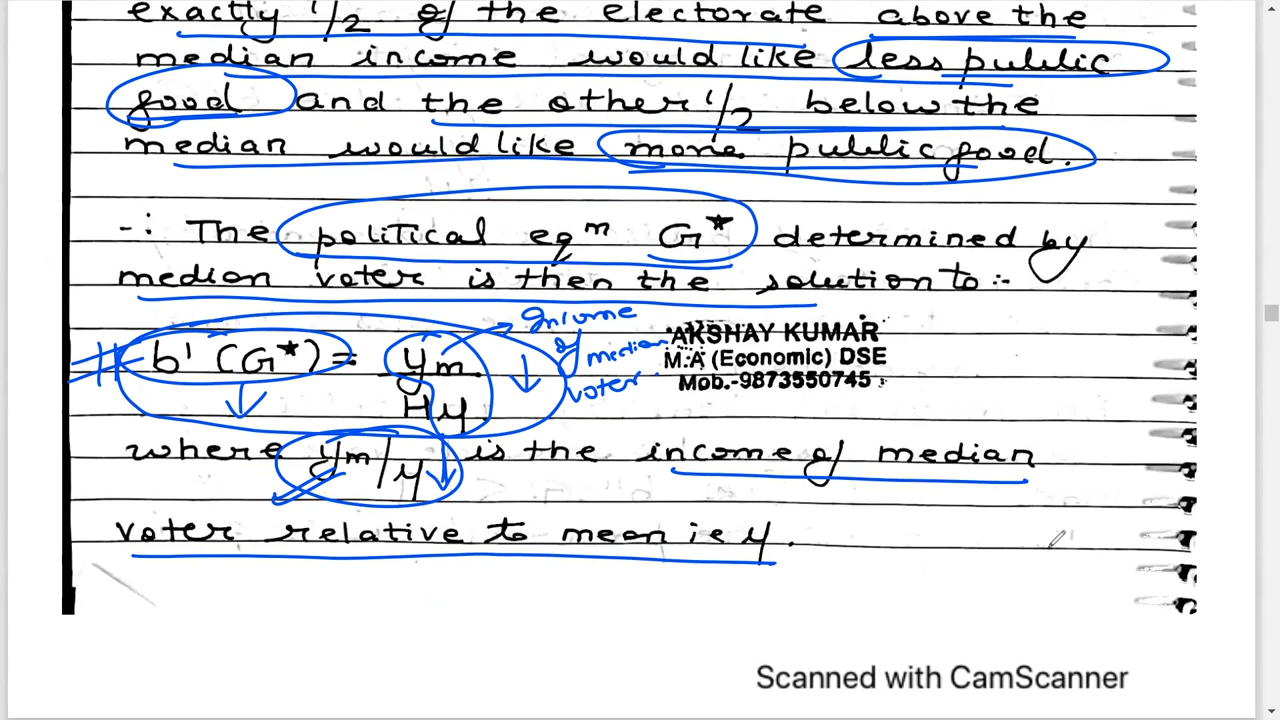 exactly 1/2 of the electorate above the
median income would like less public
good and the other 1/2 below the
median would like more public good.
∴ The political eqm G* determined by
median voter is then the solution to:-
b' (G*) = ym / Hy
Income of median voter.
AKSHAY KUMAR
M.A (Economic) DSE
Mob.-9873550745
where ym/y is the income of median
voter relative to mean i.e y.
Scanned with CamScanner